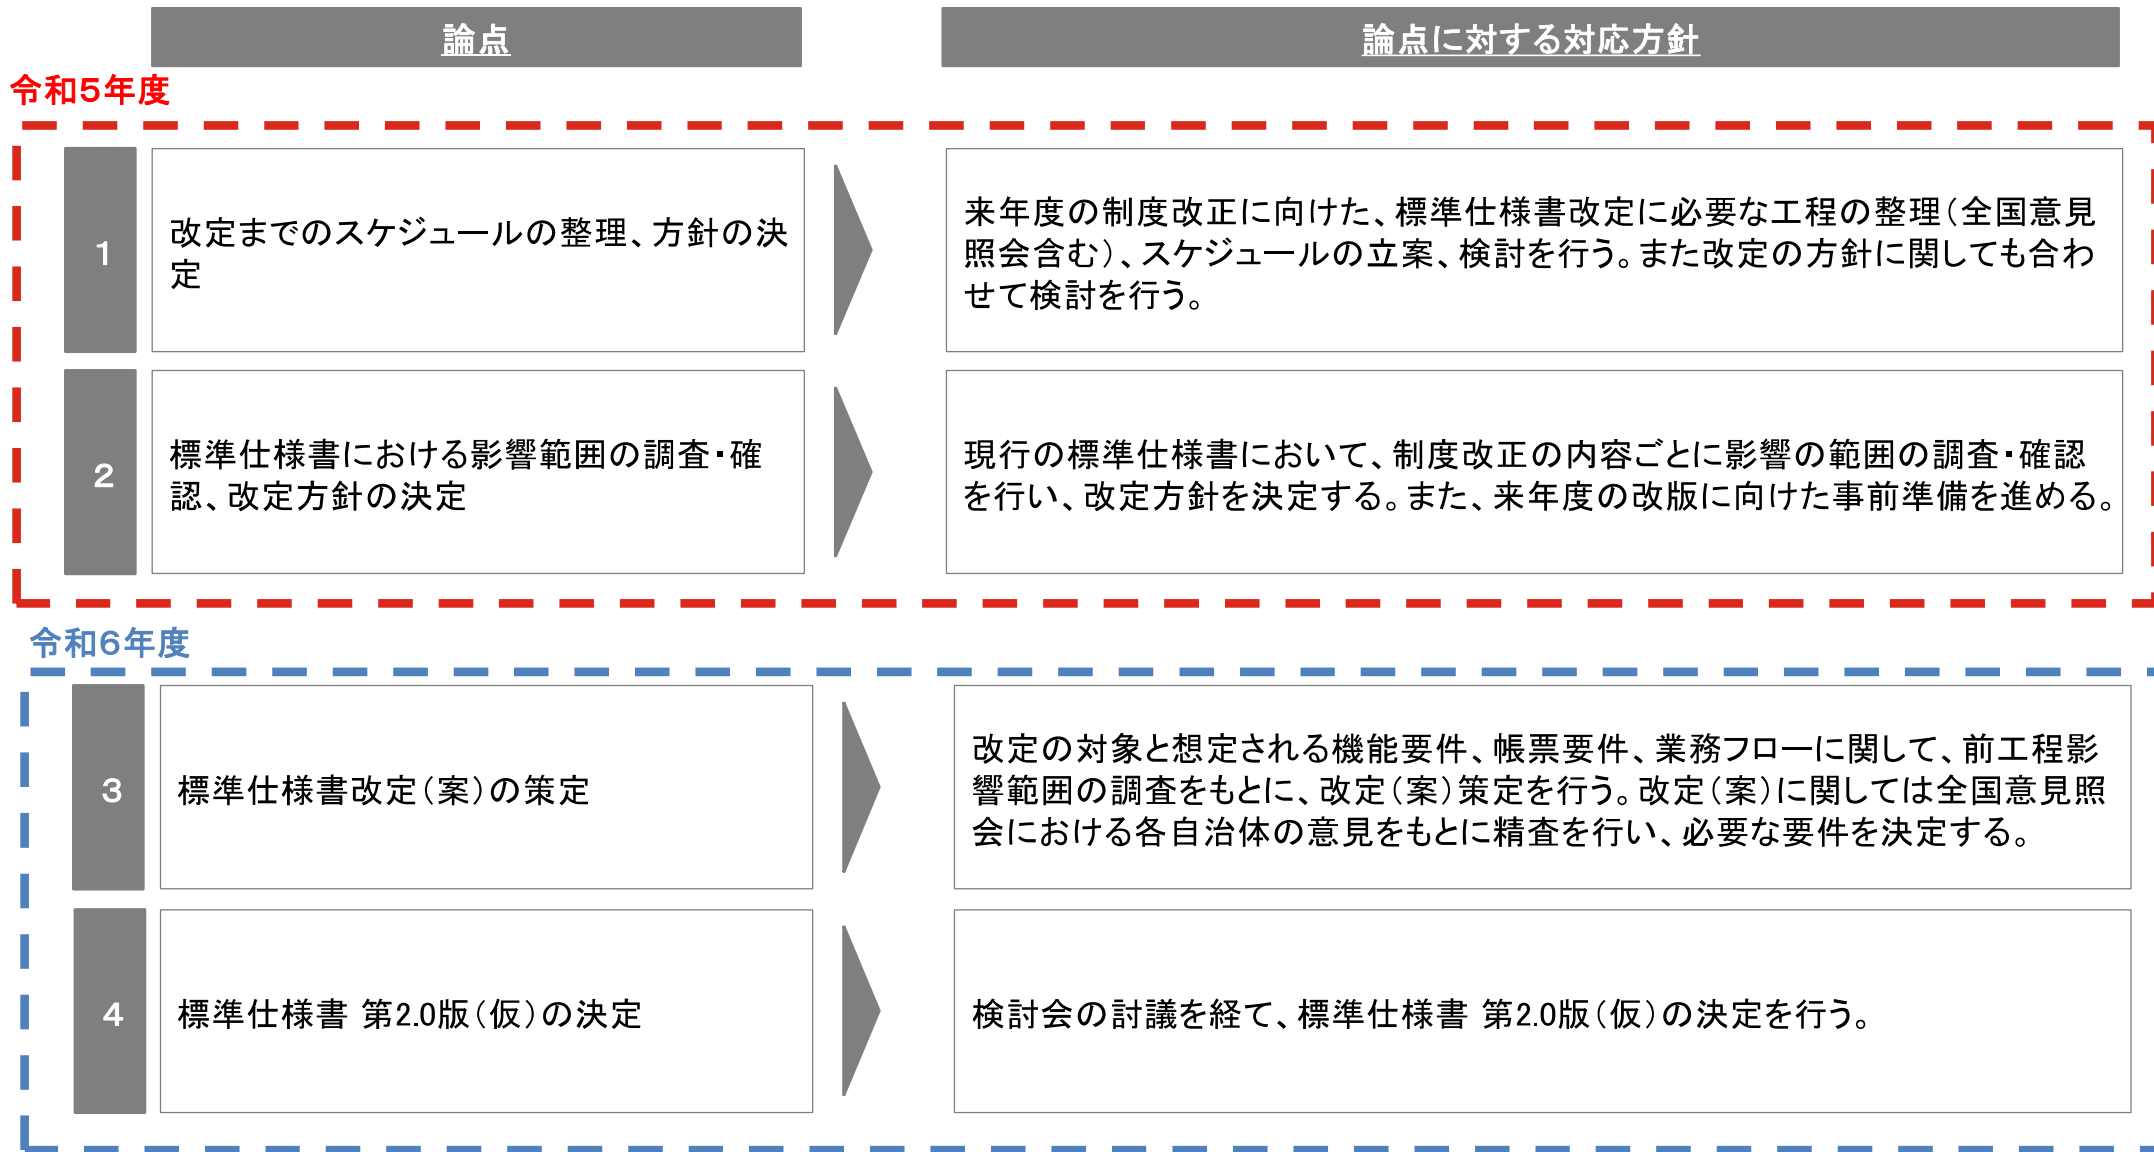 論点
論点に対する対応方針
令和5年度
1
改定までのスケジュールの整理、方針の決
定
来年度の制度改正に向けた、標準仕様書改定に必要な工程の整理(全国意見
照会含む)、スケジュールの立案、検討を行う。また改定の方針に関しても合わ
せて検討を行う。
2
標準仕様書における影響範囲の調査・確
認、改定方針の決定
現行の標準仕様書において、制度改正の内容ごとに影響の範囲の調査・確認
を行い、改定方針を決定する。また、来年度の改版に向けた事前準備を進める。
令和6年度
3
標準仕様書改定(案)の策定
改定の対象と想定される機能要件、帳票要件、業務フローに関して、前工程影
響範囲の調査をもとに、改定(案)策定を行う。改定(案)に関しては全国意見照
会における各自治体の意見をもとに精査を行い、必要な要件を決定する。
4
標準仕様書 第2.0版(仮)の決定
検討会の討議を経て、標準仕様書 第2.0版(仮)の決定を行う。